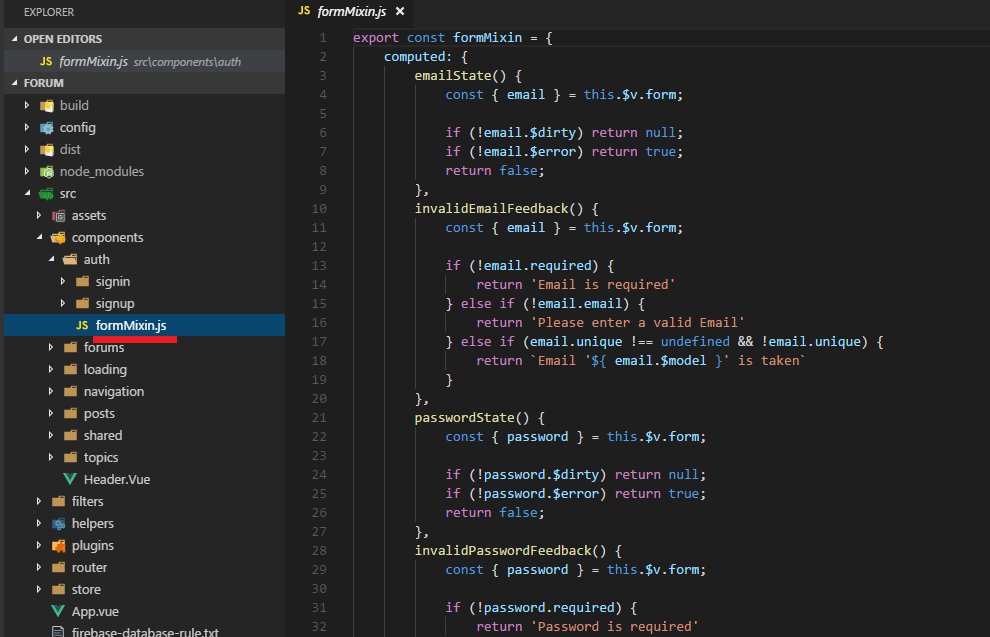 EXPLORER
OPEN EDITORS
JS formMixin.js src\components\auth
FORUM
build
config
dist
node_modules
src
assets
components
auth
signin
signup
JS formMixin.js
forums
loading
navigation
posts
shared
topics
Header.Vue
filters
helpers
plugins
router
store
App.vue
firebase-database-rule.txt
JS formMixin.js ×
1 export const formMixin = {
2 computed: {
3 emailState() {
4 const { email } = this.$v.form;
5
6 if (!email.$dirty) return null;
7 if (!email.$error) return true;
8 return false;
9 },
10 invalidEmailFeedback() {
11 const { email } = this.$v.form;
12
13 if (!email.required) {
14 return 'Email is required'
15 } else if (!email.email) {
16 return 'Please enter a valid Email'
17 } else if (email.unique !== undefined && !email.unique) {
18 return `Email '${ email.$model }' is taken`
19 }
20 },
21 passwordState() {
22 const { password } = this.$v.form;
23
24 if (!password.$dirty) return null;
25 if (!password.$error) return true;
26 return false;
27 },
28 invalidPasswordFeedback() {
29 const { password } = this.$v.form;
30
31 if (!password.required) {
32 return 'Password is required'